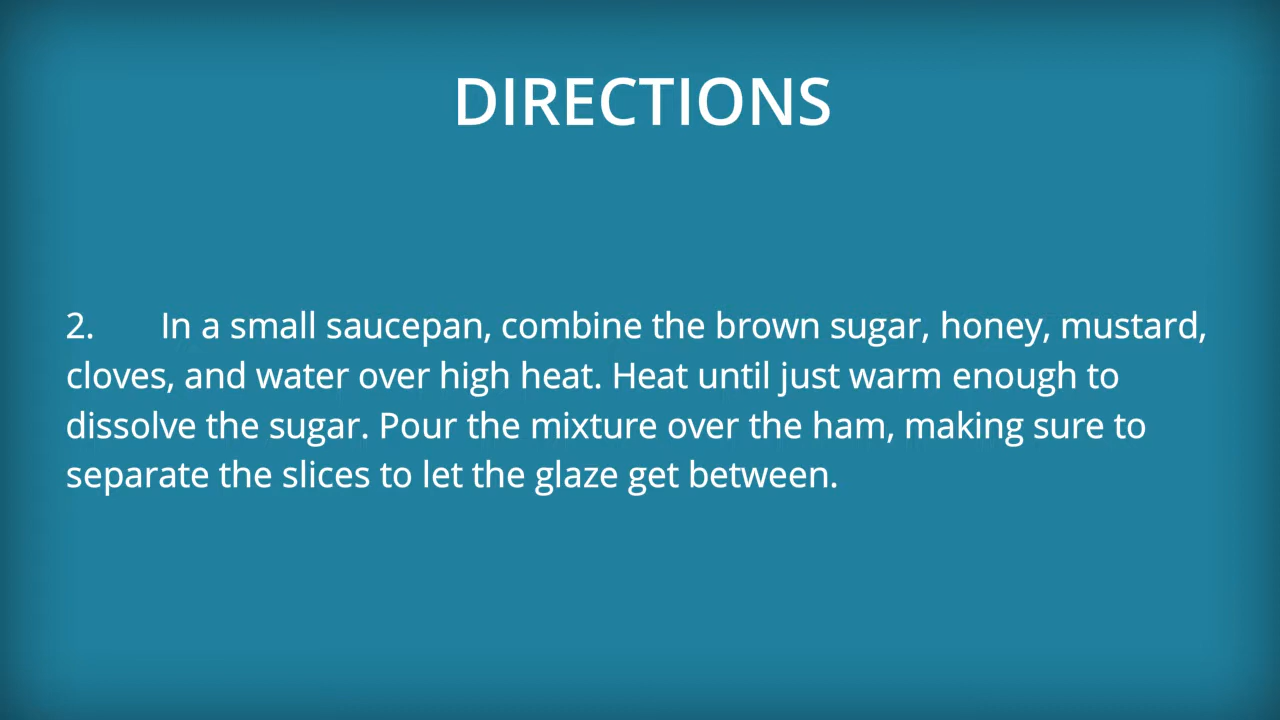 DIRECTIONS
2. In a small saucepan, combine the brown sugar, honey, mustard,
cloves, and water over high heat. Heat until just warm enough to
dissolve the sugar. Pour the mixture over the ham, making sure to
separate the slices to let the glaze get between.